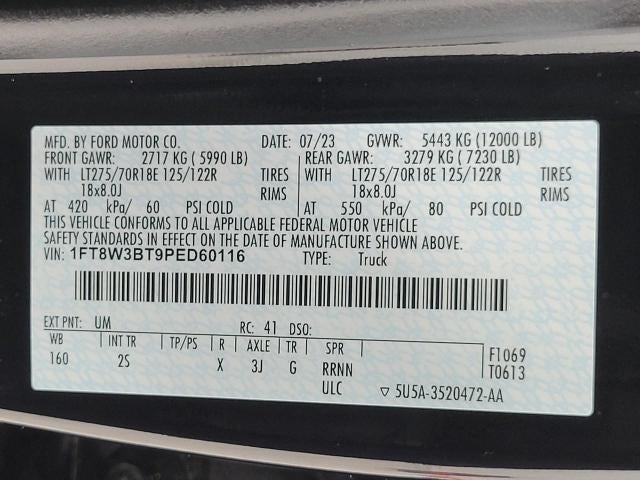 MFD. BY FORD MOTOR CO. DATE: 07/23 GVWR: 5443 KG (12000 LB)
FRONT GAWR: 2717 KG ( 5990 LB) REAR GAWR: 3279 KG ( 7230 LB)
WITH LT275/70R18E 125/122R TIRES WITH LT275/70R18E 125/122R TIRES
18x8.0J RIMS 18x8.0J RIMS
AT 420 kPa/ 60 PSI COLD AT 550 kPa/ 80 PSI COLD
THIS VEHICLE CONFORMS TO ALL APPLICABLE FEDERAL MOTOR VEHICLE
SAFETY STANDARDS IN EFFECT ON THE DATE OF MANUFACTURE SHOWN ABOVE.
VIN: 1FT8W3BT9PED60116 TYPE: Truck
EXT PNT: UM RC: 41 DSO:
WB INT TR TP/PS R AXLE TR SPR F1069
160 2S X 3J G RRNN T0613
ULC ▽ 5U5A-3520472-AA